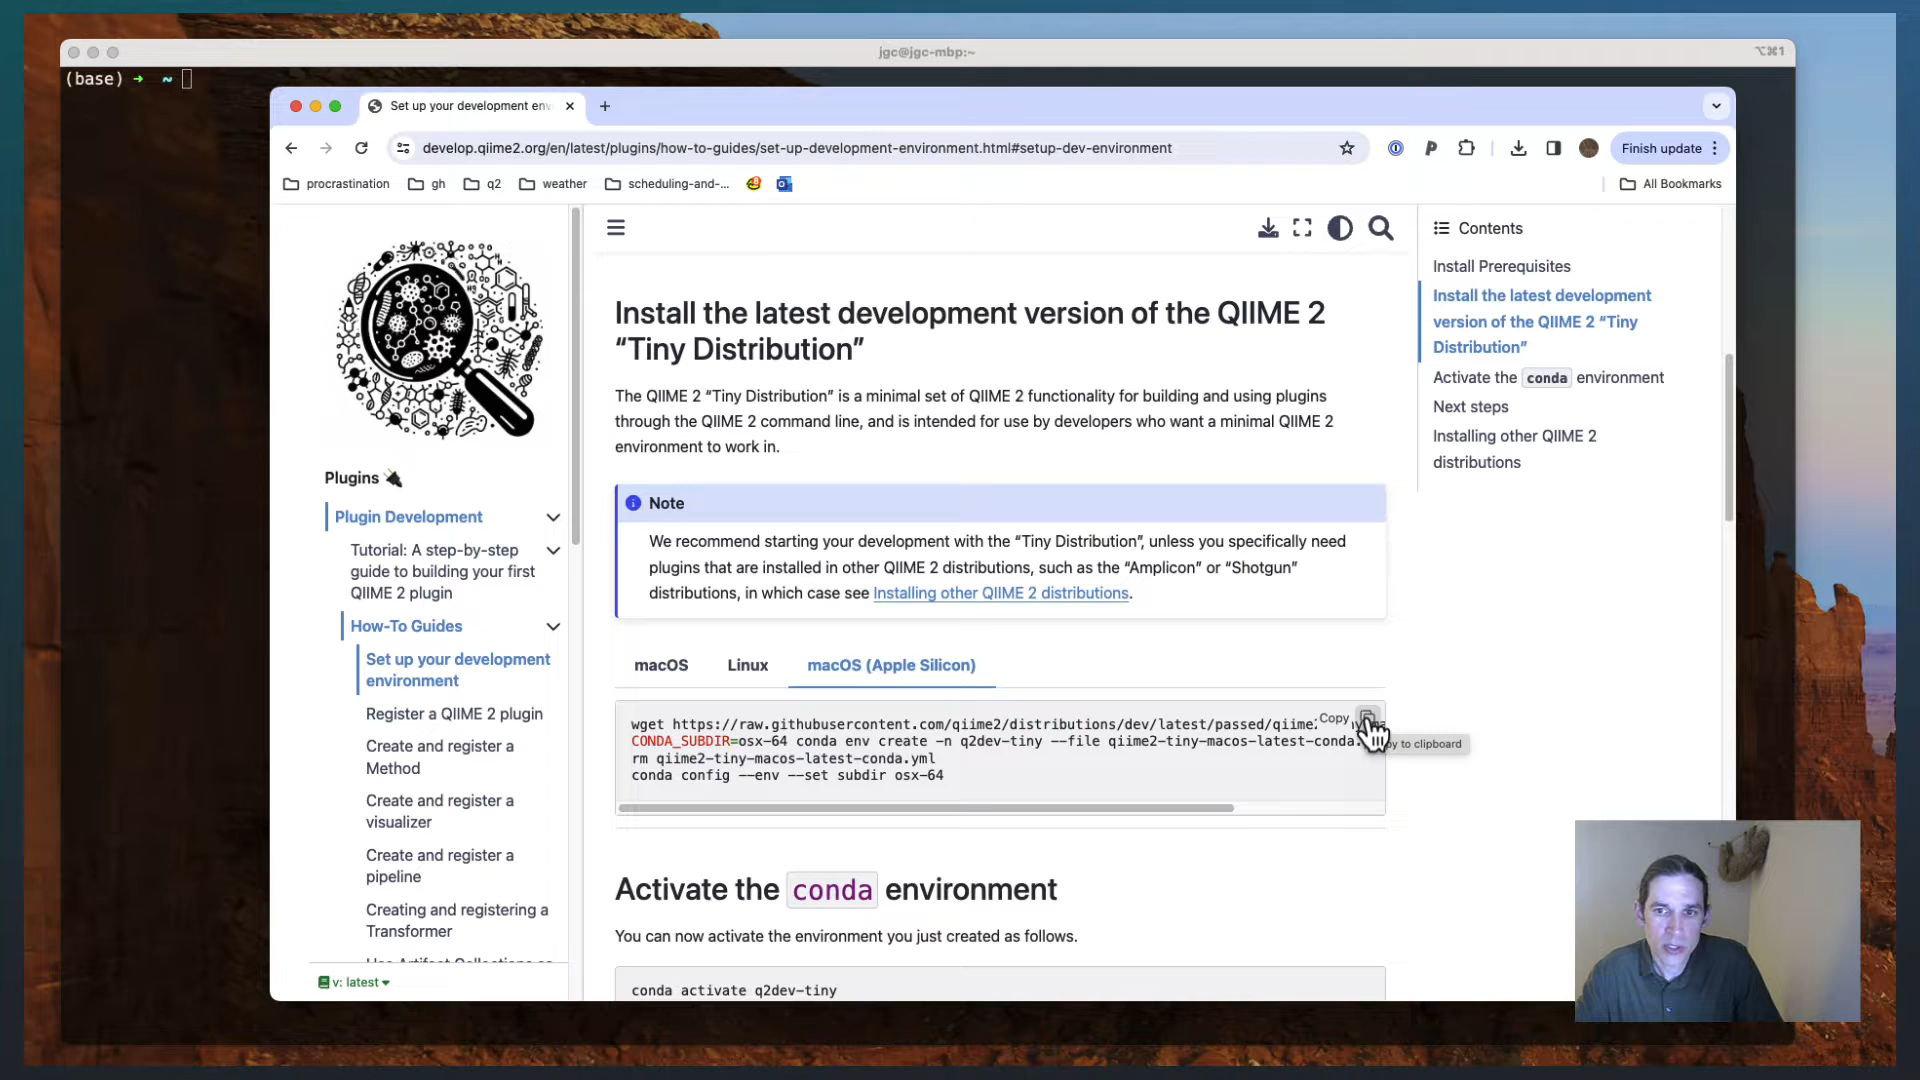 jgc@jgc-mbp:~
⌥⌘1
(base) ➜ ~
Set up your development env
develop.qiime2.org/en/latest/plugins/how-to-guides/set-up-development-environment.html#setup-dev-environment
Finish update
procrastination
gh
q2
weather
scheduling-and-...
All Bookmarks
Plugins
Plugin Development
Tutorial: A step-by-step
guide to building your first
QIIME 2 plugin
How-To Guides
Set up your development
environment
Register a QIIME 2 plugin
Create and register a
Method
Create and register a
visualizer
Create and register a
pipeline
Creating and registering a
Transformer
v: latest
Install the latest development version of the QIIME 2
“Tiny Distribution”
The QIIME 2 “Tiny Distribution” is a minimal set of QIIME 2 functionality for building and using plugins
through the QIIME 2 command line, and is intended for use by developers who want a minimal QIIME 2
environment to work in.
Note
We recommend starting your development with the “Tiny Distribution”, unless you specifically need
plugins that are installed in other QIIME 2 distributions, such as the “Amplicon” or “Shotgun”
distributions, in which case see Installing other QIIME 2 distributions.
macOS
Linux
macOS (Apple Silicon)
wget https://raw.githubusercontent.com/qiime2/distributions/dev/latest/passed/qiime
Copy
CONDA_SUBDIR=osx-64 conda env create -n q2dev-tiny --file qiime2-tiny-macos-latest-conda.
to clipboard
rm qiime2-tiny-macos-latest-conda.yml
conda config --env --set subdir osx-64
Activate the conda environment
You can now activate the environment you just created as follows.
conda activate q2dev-tiny
Contents
Install Prerequisites
Install the latest development
version of the QIIME 2 “Tiny
Distribution”
Activate the conda environment
Next steps
Installing other QIIME 2
distributions